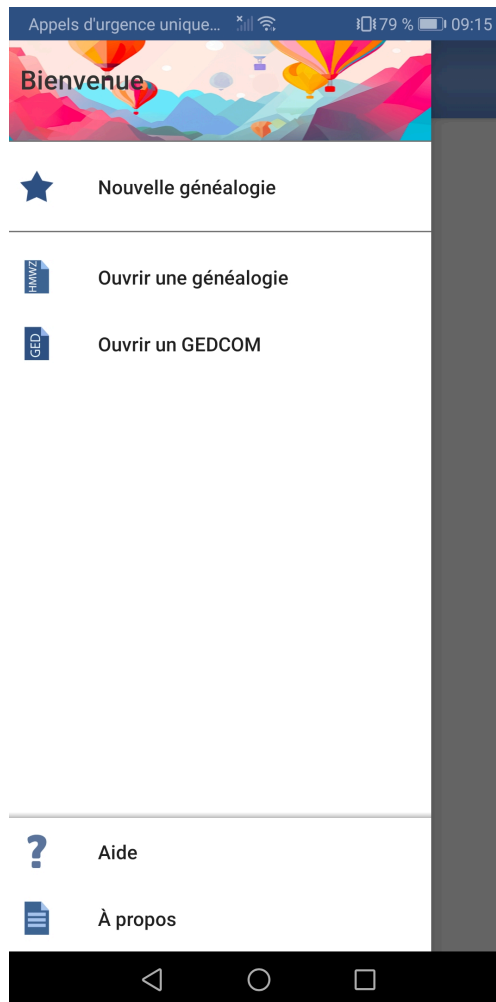 Appels d'urgence unique... 79 % 09:15
Bienvenue
Nouvelle généalogie
HMWZ
Ouvrir une généalogie
GED
Ouvrir un GEDCOM
? Aide
À propos